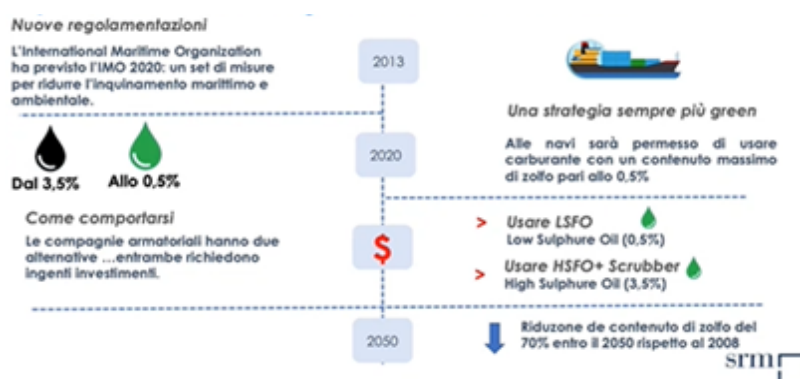 Nuove regolamentazioni
L'International Maritime Organization
ha previsto l'IMO 2020: un set di misure
per ridurre l'inquinamento marittimo e
ambientale.
2013
Una strategia sempre più green
Alle navi sarà permesso di usare
carburante con un contenuto massimo
di zolfo pari allo 0,5%
2020
Dal 3,5%
Allo 0,5%
Come comportarsi
Le compagnie armatoriali hanno due
alternative ...entrambe richiedono
ingenti investimenti.
$
> Usare LSFO
Low Sulphure Oil (0,5%)
> Usare HSFO+ Scrubber
High Sulphure Oil (3,5%)
2050
Riduzone de contenuto di zolfo del
70% entro il 2050 rispetto al 2008
srm